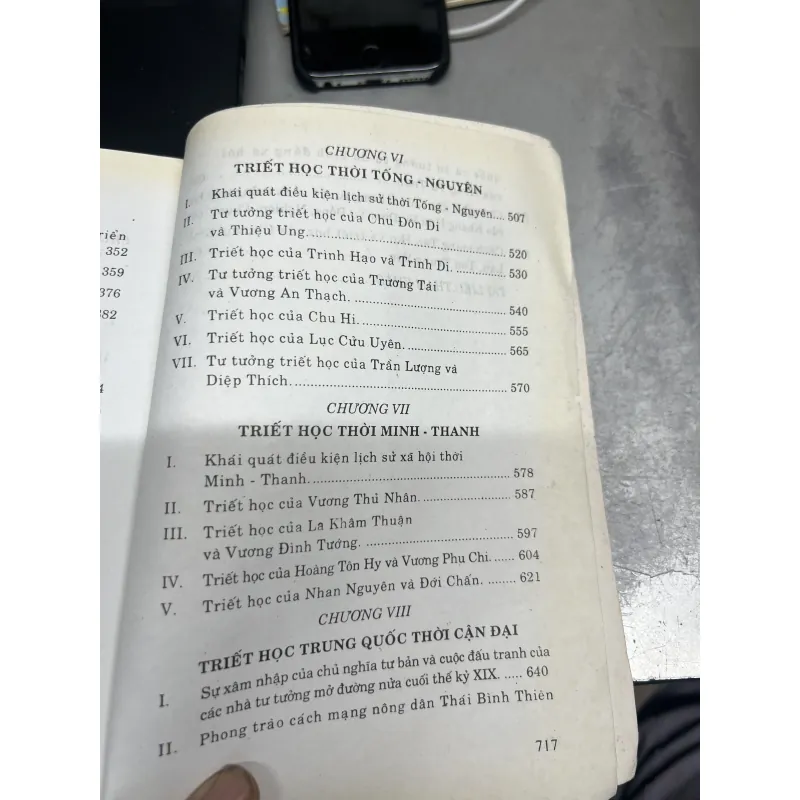 riển
352
359
376
382
4
CHƯƠNG VI
TRIẾT HỌC THỜI TỐNG - NGUYÊN
I. Khái quát điều kiện lịch sử thời Tống - Nguyên.... 507
II. Tư tưởng triết học của Chu Đôn Di
và Thiệu Ung. .......... 520
III. Triết học của Trình Hạo và Trình Di. .......... 530
IV. Tư tưởng triết học của Trương Tái
và Vương An Thạch. .......... 540
V. Triết học của Chu Hi. .......... 555
VI. Triết học của Lục Cửu Uyên. .......... 565
VII. Tư tưởng triết học của Trần Lượng và
Diệp Thích. .......... 570
CHƯƠNG VII
TRIẾT HỌC THỜI MINH - THANH
I. Khái quát điều kiện lịch sử xã hội thời
Minh - Thanh. .......... 578
II. Triết học của Vương Thủ Nhân. .......... 587
III. Triết học của La Khâm Thuận
và Vương Đình Tướng. .......... 597
IV. Triết học của Hoàng Tôn Hy và Vương Phu Chi. ...... 604
V. Triết học của Nhan Nguyên và Đới Chấn. ........ 621
CHƯƠNG VIII
TRIẾT HỌC TRUNG QUỐC THỜI CẬN ĐẠI
I. Sự xâm nhập của chủ nghĩa tư bản và cuộc đấu tranh của
các nhà tư tưởng mở đường nửa cuối thế kỷ XIX. ..... 640
II. Phong trào cách mạng nông dân Thái Bình Thiên
717